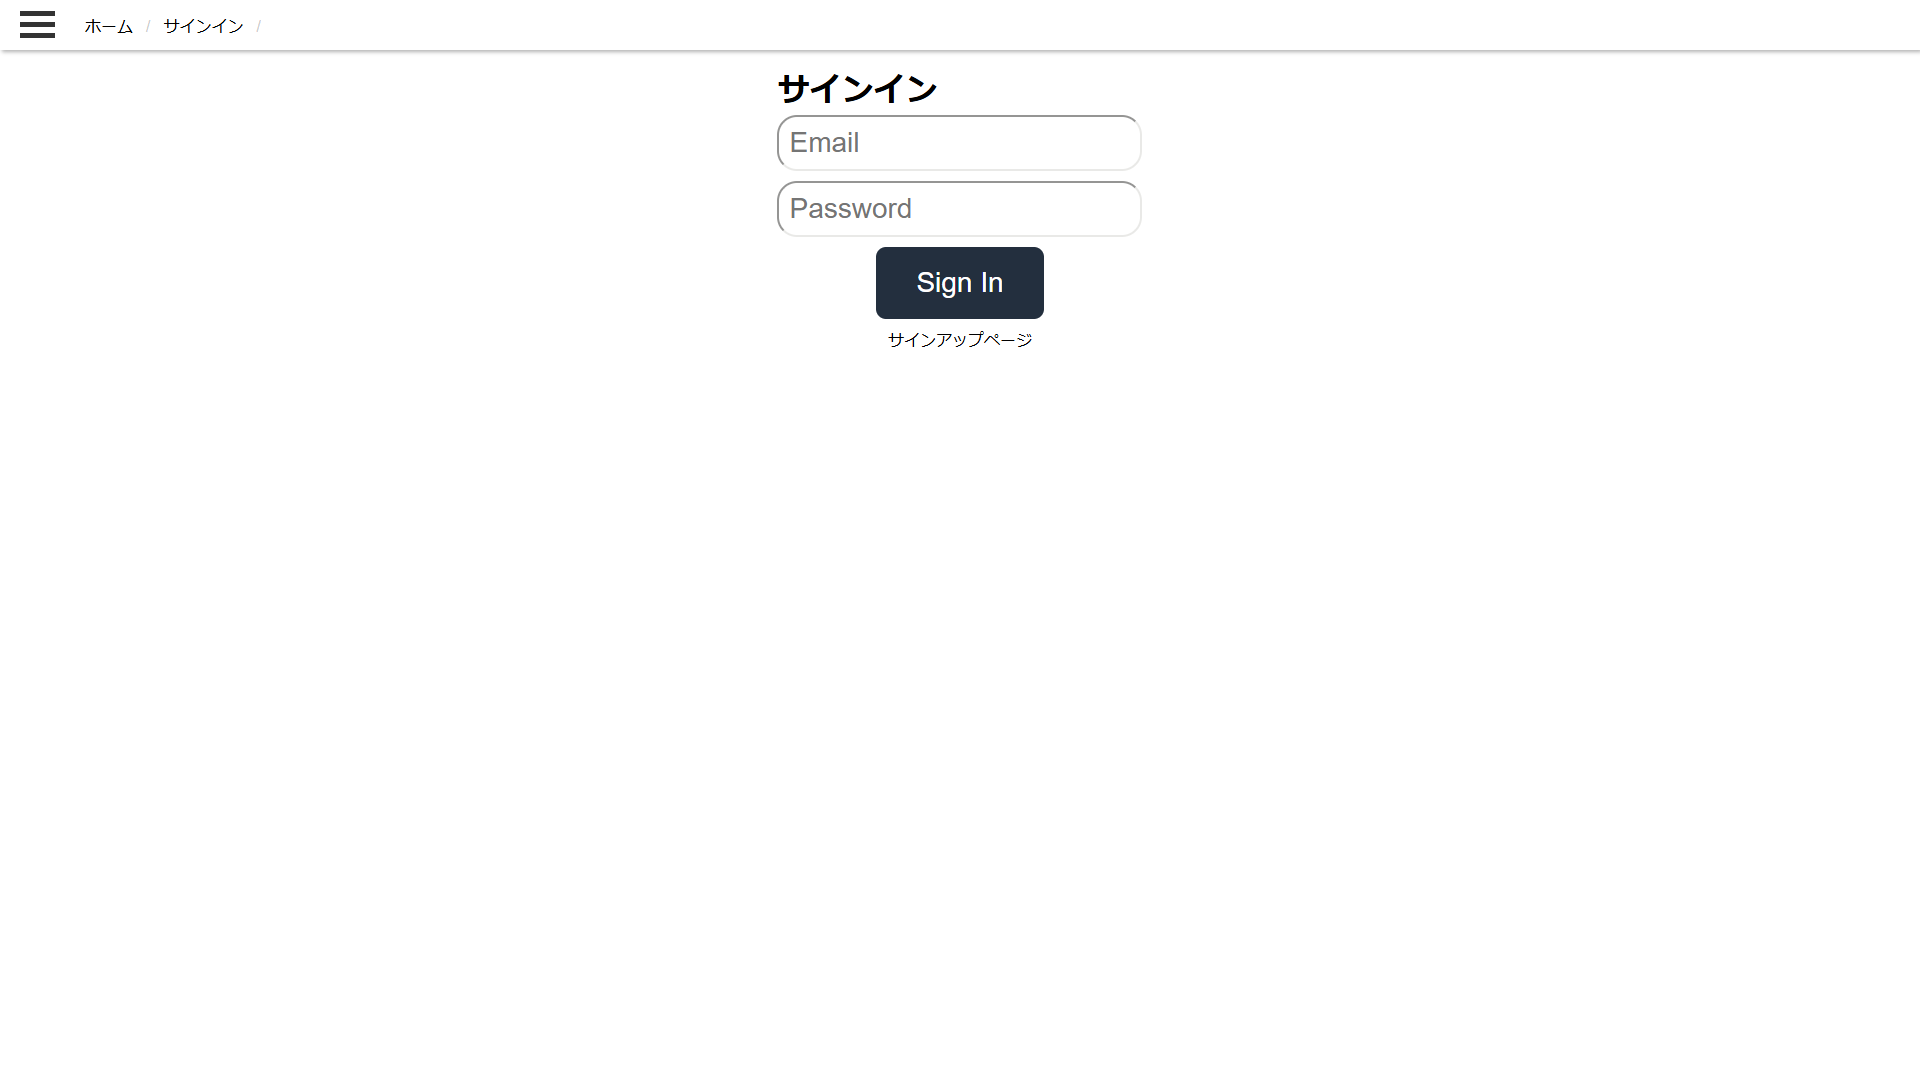 ホーム / サインイン /
サインイン
Email
Password
Sign In
サインアップページ